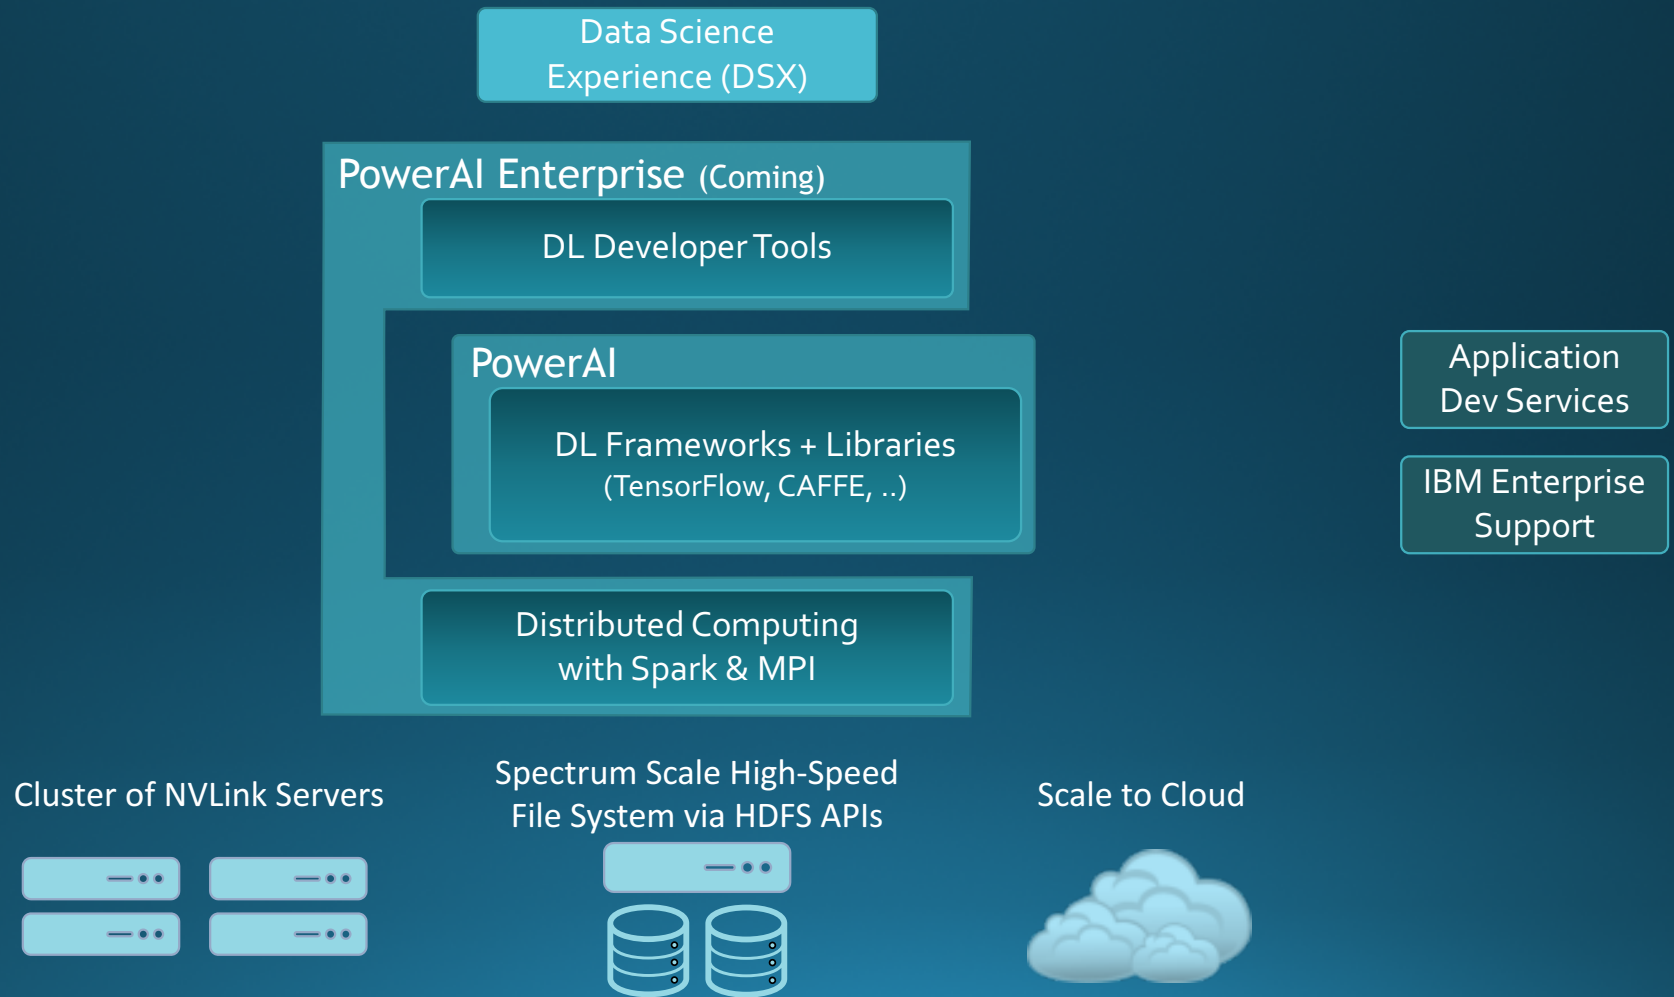 Data Science
Experience (DSX)
PowerAI Enterprise (Coming)
DL Developer Tools
PowerAI
DL Frameworks + Libraries
(TensorFlow, CAFFE, ..)
Distributed Computing
with Spark & MPI
Application
Dev Services
IBM Enterprise
Support
Cluster of NVLink Servers
Spectrum Scale High-Speed
File System via HDFS APIs
Scale to Cloud